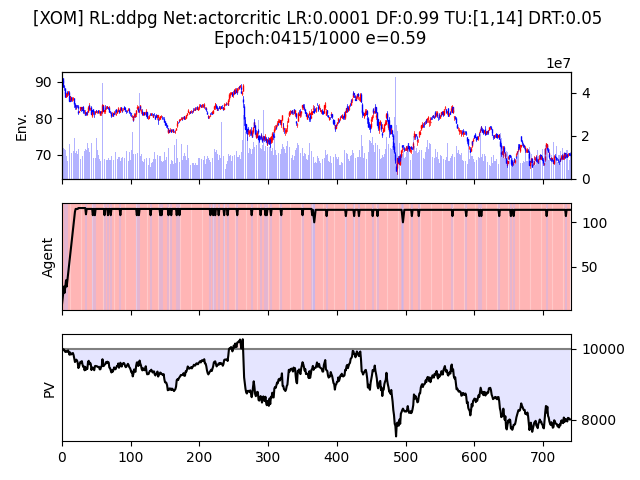 [XOM] RL:ddpg Net:actorcritic LR:0.0001 DF:0.99 TU:[1,14] DRT:0.05
Epoch:0415/1000 e=0.59
1e7
90
80
70
Env.
4
2
0
Agent
100
50
PV
10000
8000
0 100 200 300 400 500 600 700